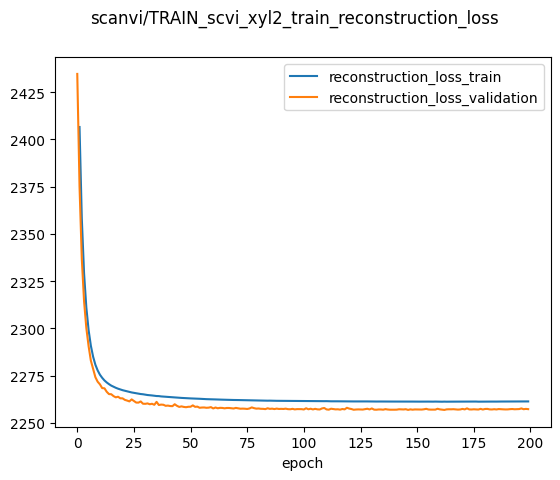 scanvi/TRAIN_scvi_xyl2_train_reconstruction_loss
reconstruction_loss_train
reconstruction_loss_validation
2425
2400
2375
2350
2325
2300
2275
2250
0 25 50 75 100 125 150 175 200
epoch